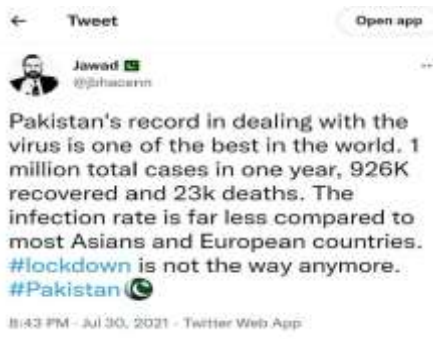 ← Tweet Open app
Jawad 🇵🇰
@jbhacenn
Pakistan's record in dealing with the
virus is one of the best in the world. 1
million total cases in one year, 926K
recovered and 23k deaths. The
infection rate is far less compared to
most Asians and European countries.
#lockdown is not the way anymore.
#Pakistan
8:43 PM · Jul 30, 2021 · Twitter Web App